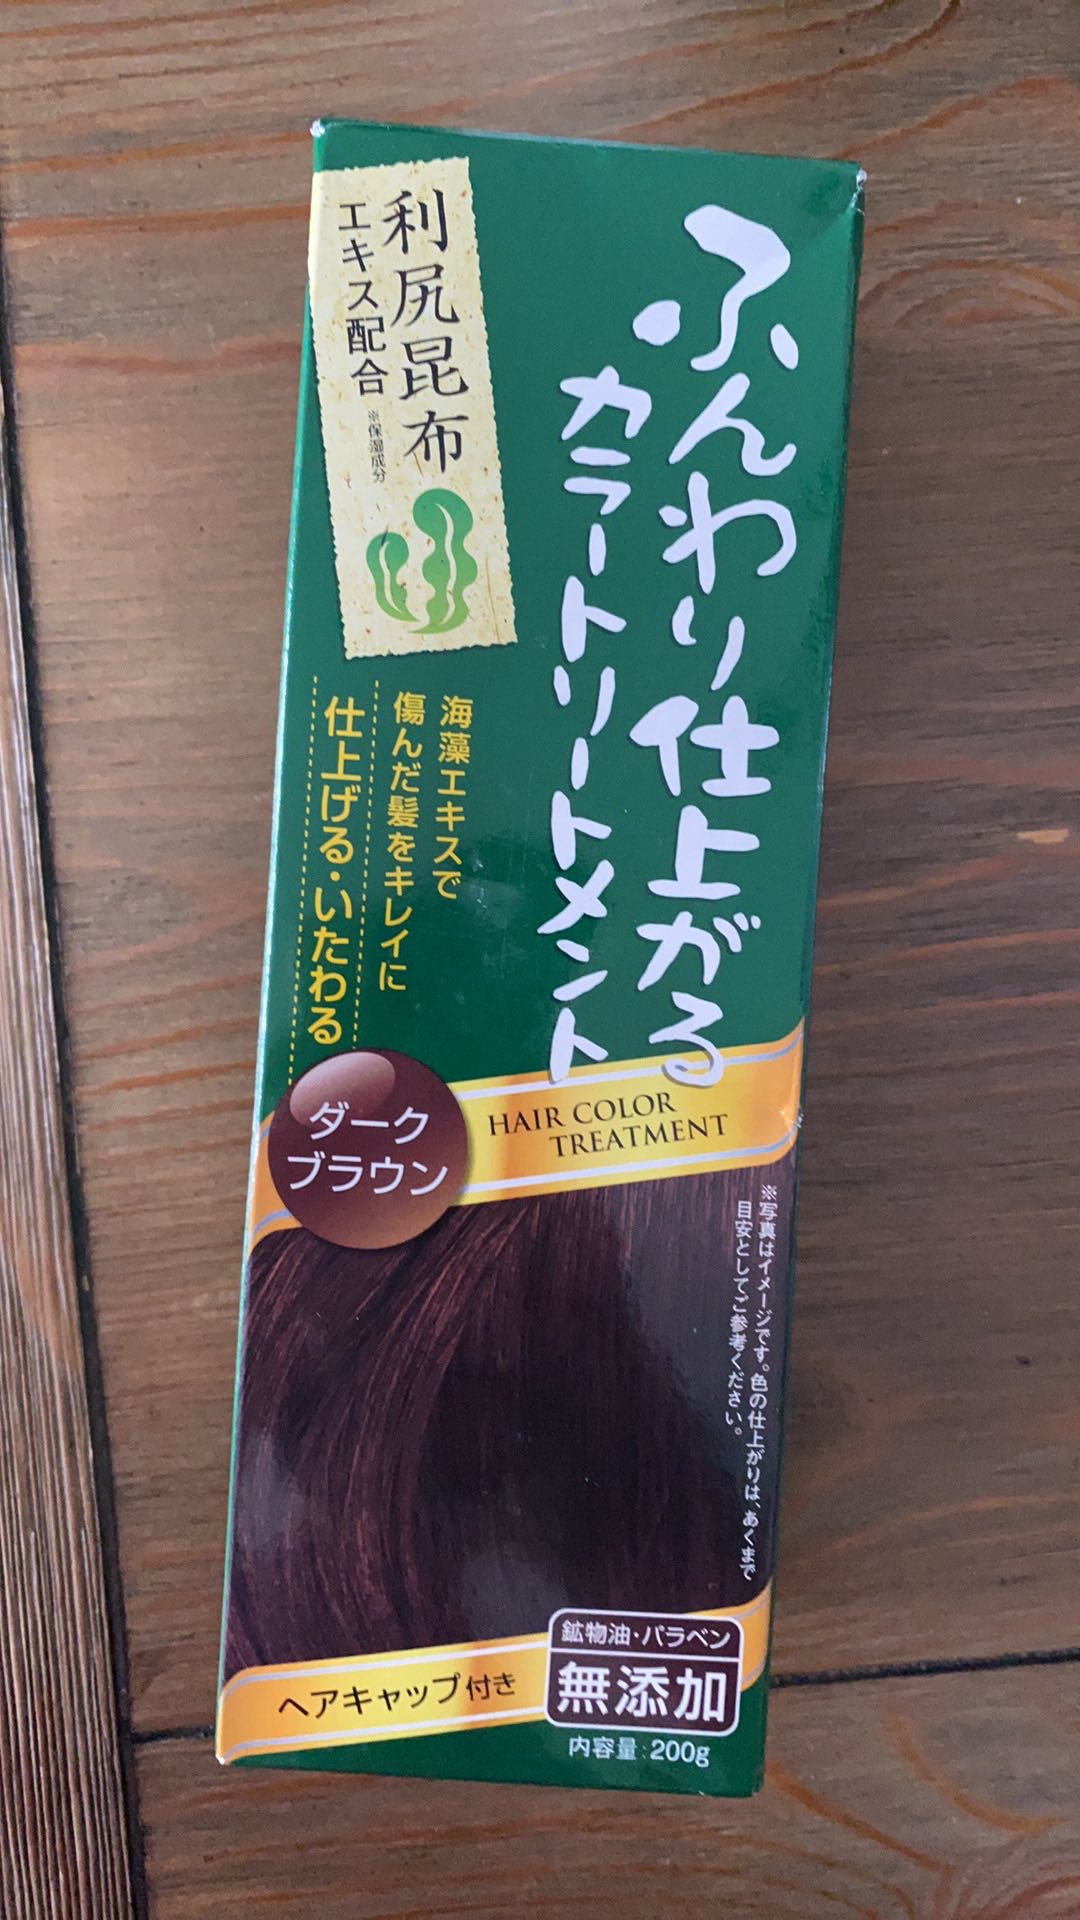 ふんわり仕上がる
カラートリートメント
利尻昆布
エキス配合
※保湿成分
海藻エキスで
傷んだ髪をキレイに
仕上げる・いたわる
ダーク
ブラウン
HAIR COLOR
TREATMENT
※写真はイメージです。色の仕上がりは、あくまで
目安としてご参考ください。
鉱物油・パラベン
無添加
ヘアキャップ付き
内容量:200g